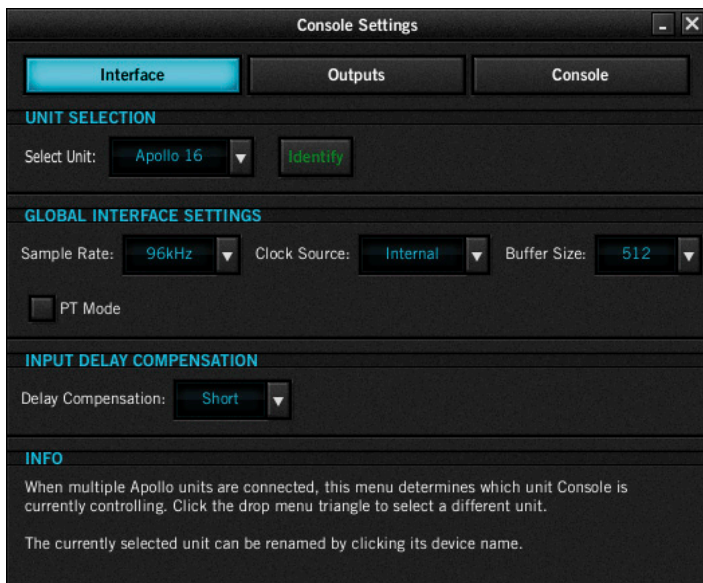 Console Settings
Interface Outputs Console
UNIT SELECTION
Select Unit: Apollo 16 Identify
GLOBAL INTERFACE SETTINGS
Sample Rate: 96kHz Clock Source: Internal Buffer Size: 512
PT Mode
INPUT DELAY COMPENSATION
Delay Compensation: Short
INFO
When multiple Apollo units are connected, this menu determines which unit Console is
currently controlling. Click the drop menu triangle to select a different unit.
The currently selected unit can be renamed by clicking its device name.